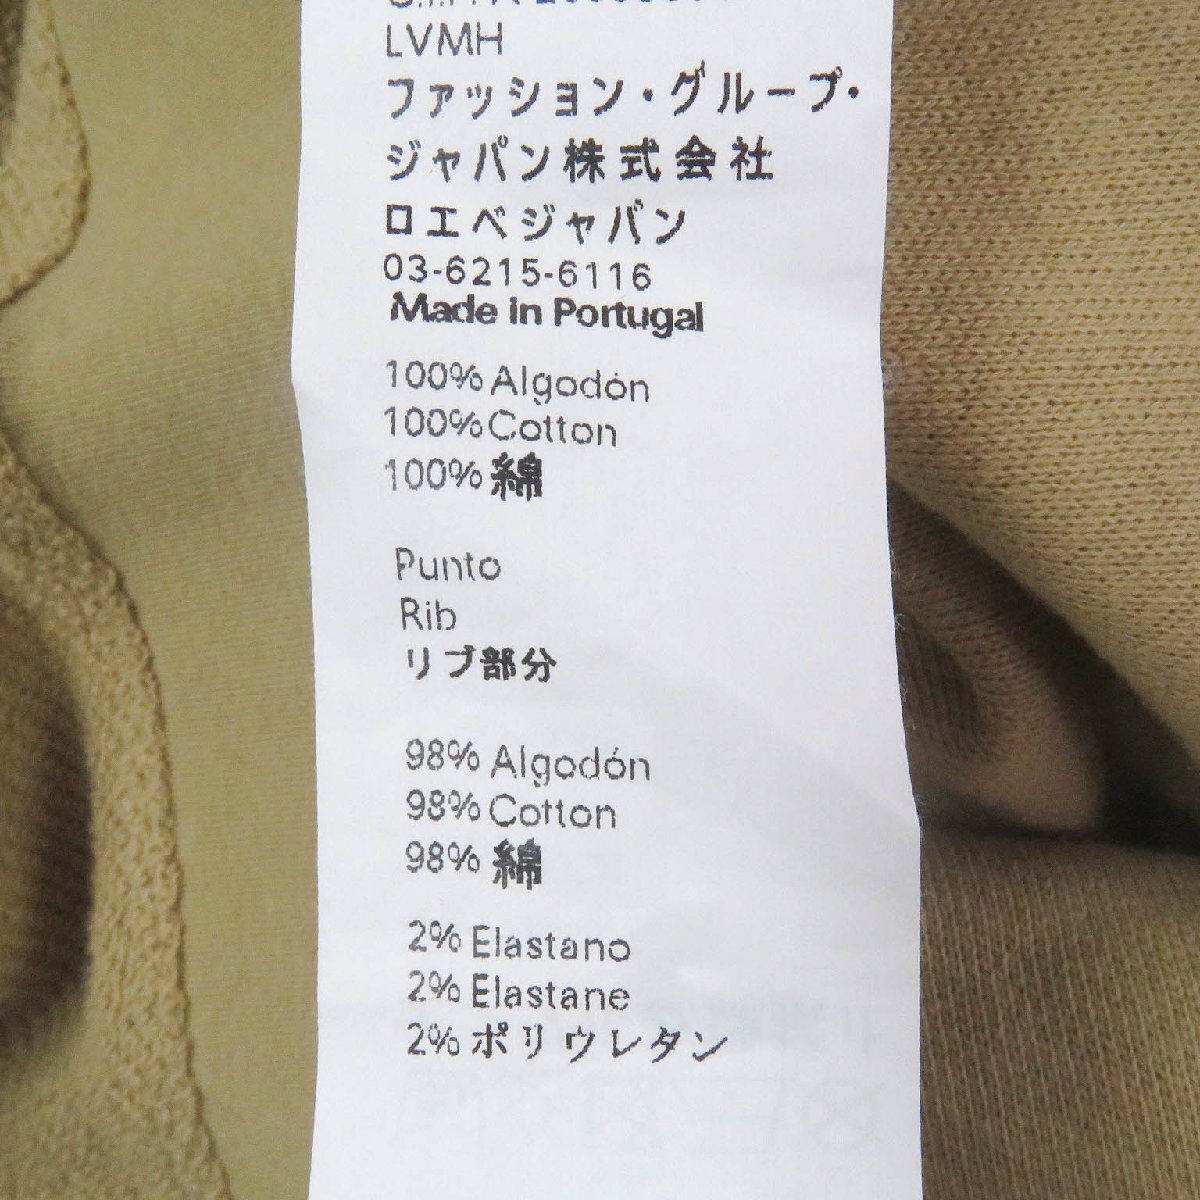 LVMH
ファッション・グループ・
ジャパン株式会社
ロエベジャパン
03-6215-6116
Made in Portugal
100% Algodón
100% Cotton
100% 綿
Punto
Rib
リブ部分
98% Algodón
98% Cotton
98% 綿
2% Elastano
2% Elastane
2% ポリウレタン